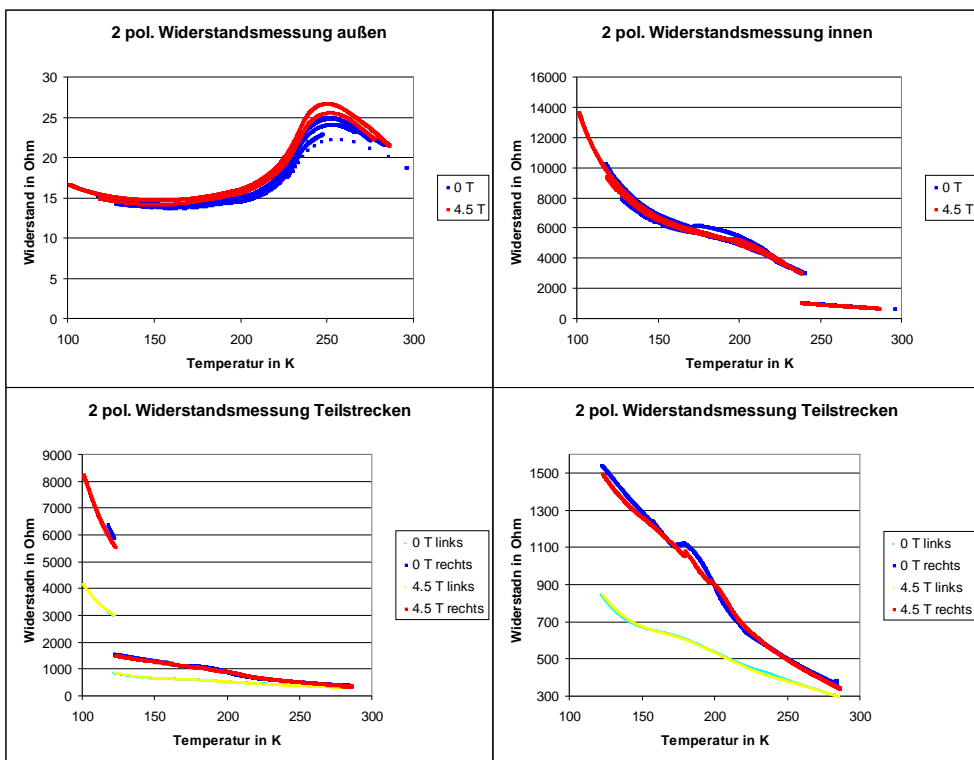 2 pol. Widerstandsmessung außen
30
25
20
15
10
5
0
100 150 200 250 300
Widerstand in Ohm
Temperatur in K
0 T
4.5 T
2 pol. Widerstandsmessung innen
16000
14000
12000
10000
8000
6000
4000
2000
0
100 150 200 250 300
Widerstand in Ohm
Temperatur in K
0 T
4.5 T
2 pol. Widerstandsmessung Teilstrecken
9000
8000
7000
6000
5000
4000
3000
2000
1000
0
100 150 200 250 300
Widerstadn in Ohm
Temperatur in K
0 T links
0 T rechts
4.5 T links
4.5 T rechts
2 pol. Widerstandsmessung Teilstrecken
1500
1300
1100
900
700
500
300
100 150 200 250 300
Widerstadn in Ohm
Temperatur in K
0 T links
0 T rechts
4.5 T links
4.5 T rechts